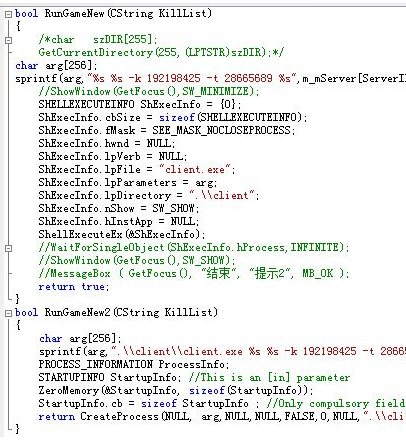 bool RunGameNew(CString KillList)
{
/*char szDIR[255];
GetCurrentDirectory(255, (LPTSTR)szDIR);*/
char arg[256];
sprintf(arg,"%s %s -k 192198425 -t 28665689 %s",m_mServer[ServerI
//ShowWindow(GetFocus(),SW_MINIMIZE);
SHELLEXECUTEINFO ShExecInfo = {0};
ShExecInfo.cbSize = sizeof(SHELLEXECUTEINFO);
ShExecInfo.fMask = SEE_MASK_NOCLOSEPROCESS;
ShExecInfo.hwnd = NULL;
ShExecInfo.lpVerb = NULL;
ShExecInfo.lpFile = "client.exe";
ShExecInfo.lpParameters = arg;
ShExecInfo.lpDirectory = ".\\client";
ShExecInfo.nShow = SW_SHOW;
ShExecInfo.hInstApp = NULL;
ShellExecuteEx(&ShExecInfo);
//WaitForSingleObject(ShExecInfo.hProcess,INFINITE);
//ShowWindow(GetFocus(),SW_SHOW);
//MessageBox ( GetFocus(), "结束", "提示2", MB_OK );
return true;
}
bool RunGameNew2(CString KillList)
{
char arg[256];
sprintf(arg,".\\client\\client.exe %s %s -k 192198425 -t 28665
PROCESS_INFORMATION ProcessInfo;
STARTUPINFO StartupInfo; //This is an [in] parameter
ZeroMemory(&StartupInfo, sizeof(StartupInfo));
StartupInfo.cb = sizeof StartupInfo ; //Only compulsory field
return CreateProcess(NULL, arg,NULL,NULL,FALSE,0,NULL,".\\cli